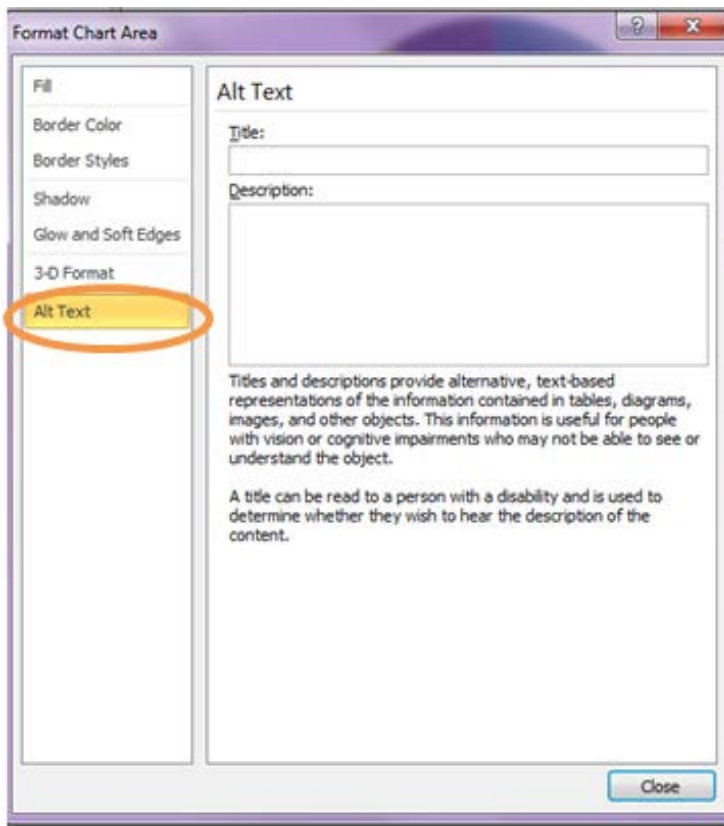 Format Chart Area
Fill
Border Color
Border Styles
Shadow
Glow and Soft Edges
3-D Format
Alt Text
Alt Text
Title:
Description:
Titles and descriptions provide alternative, text-based
representations of the information contained in tables, diagrams,
images, and other objects. This information is useful for people
with vision or cognitive impairments who may not be able to see or
understand the object.
A title can be read to a person with a disability and is used to
determine whether they wish to hear the description of the
content.
Close